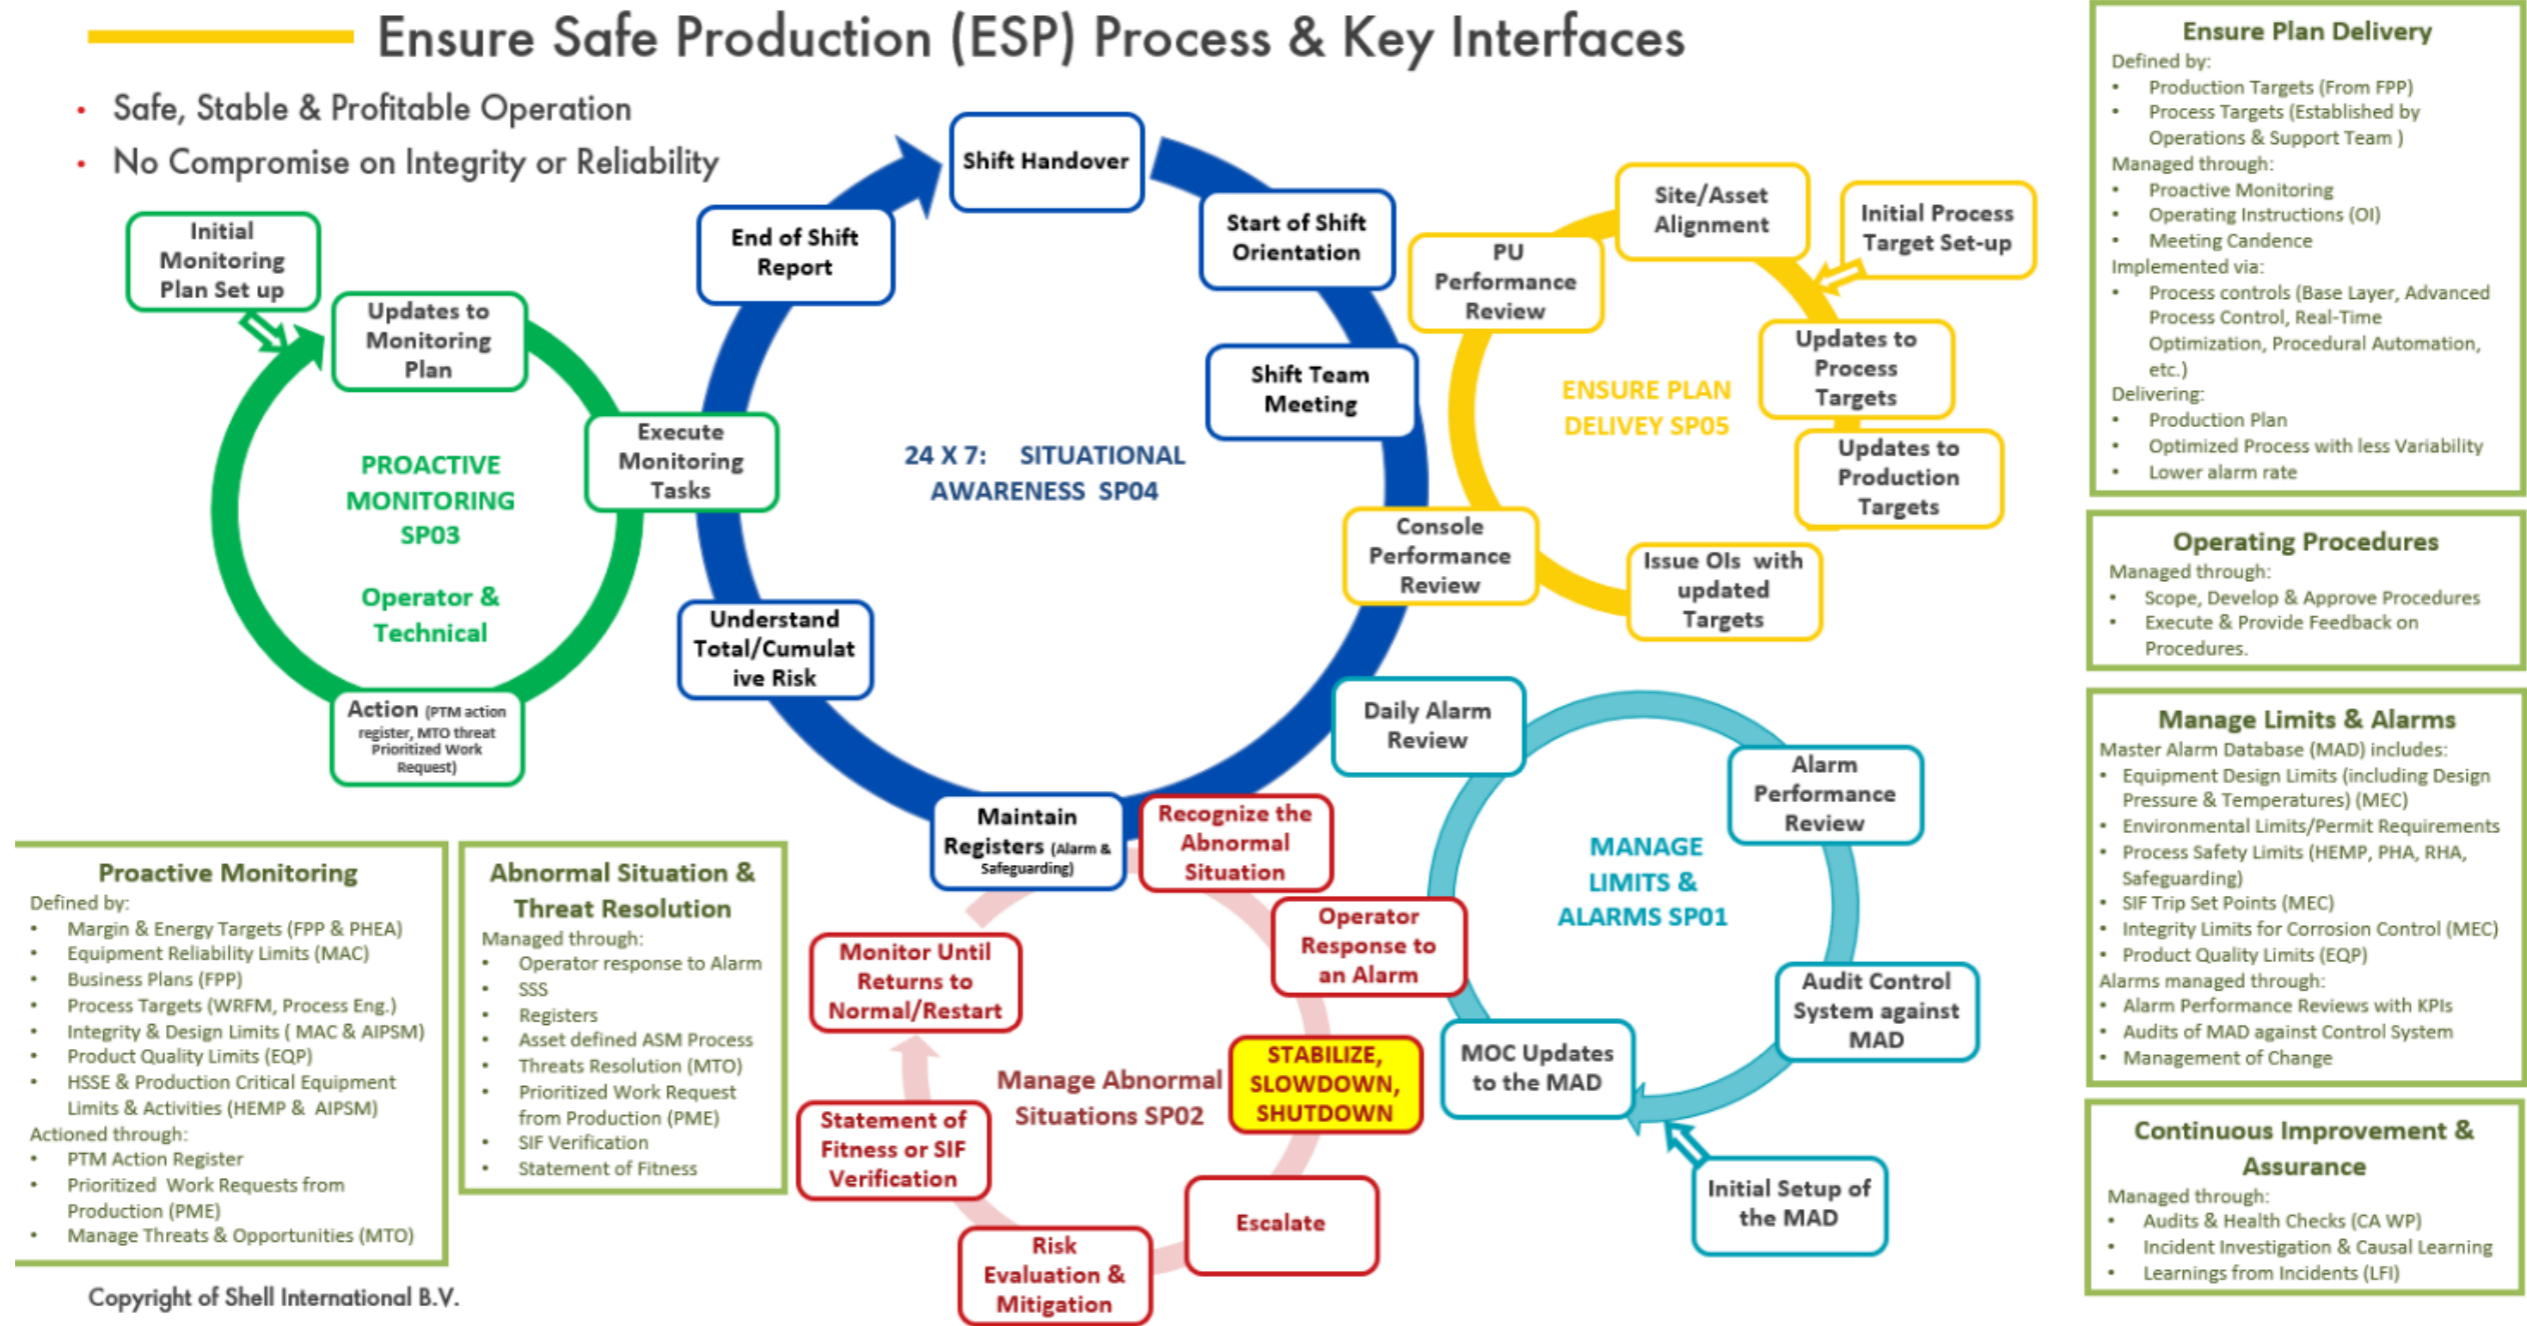 Ensure Safe Production (ESP) Process & Key Interfaces
• Safe, Stable & Profitable Operation
• No Compromise on Integrity or Reliability
Initial
Monitoring
Plan Set up
Updates to
Monitoring
Plan
Execute
Monitoring
Tasks
Action (PTM action
register, MTO threat
Prioritized Work
Request)
PROACTIVE
MONITORING
SP03
Operator &
Technical
Shift Handover
Start of Shift
Orientation
Shift Team
Meeting
End of Shift
Report
24 X 7: SITUATIONAL
AWARENESS SP04
Understand
Total/Cumulat
ive Risk
Maintain
Registers (Alarm &
Safeguarding)
Site/Asset
Alignment
Initial Process
Target Set-up
PU
Performance
Review
Updates to
Process
Targets
ENSURE PLAN
DELIVEY SP05
Updates to
Production
Targets
Console
Performance
Review
Issue OIs with
updated
Targets
Daily Alarm
Review
Alarm
Performance
Review
MANAGE
LIMITS &
ALARMS SP01
Audit Control
System against
MAD
MOC Updates
to the MAD
Initial Setup of
the MAD
Recognize the
Abnormal
Situation
Operator
Response to
an Alarm
STABILIZE,
SLOWDOWN,
SHUTDOWN
Escalate
Risk
Evaluation &
Mitigation
Statement of
Fitness or SIF
Verification
Monitor Until
Returns to
Normal/Restart
Manage Abnormal
Situations SP02
Proactive Monitoring
Defined by:
• Margin & Energy Targets (FPP & PHEA)
• Equipment Reliability Limits (MAC)
• Business Plans (FPP)
• Process Targets (WRFM, Process Eng.)
• Integrity & Design Limits ( MAC & AIPSM)
• Product Quality Limits (EQP)
• HSSE & Production Critical Equipment
Limits & Activities (HEMP & AIPSM)
Actioned through:
• PTM Action Register
• Prioritized Work Requests from
Production (PME)
• Manage Threats & Opportunities (MTO)
Abnormal Situation &
Threat Resolution
Managed through:
• Operator response to Alarm
• SSS
• Registers
• Asset defined ASM Process
• Threats Resolution (MTO)
• Prioritized Work Request
from Production (PME)
• SIF Verification
• Statement of Fitness
Ensure Plan Delivery
Defined by:
• Production Targets (From FPP)
• Process Targets (Established by
Operations & Support Team )
Managed through:
• Proactive Monitoring
• Operating Instructions (OI)
• Meeting Candence
Implemented via:
• Process controls (Base Layer, Advanced
Process Control, Real-Time
Optimization, Procedural Automation,
etc.)
Delivering:
• Production Plan
• Optimized Process with less Variability
• Lower alarm rate
Operating Procedures
Managed through:
• Scope, Develop & Approve Procedures
• Execute & Provide Feedback on
Procedures.
Manage Limits & Alarms
Master Alarm Database (MAD) includes:
• Equipment Design Limits (including Design
Pressure & Temperatures) (MEC)
• Environmental Limits/Permit Requirements
• Process Safety Limits (HEMP, PHA, RHA,
Safeguarding)
• SIF Trip Set Points (MEC)
• Integrity Limits for Corrosion Control (MEC)
• Product Quality Limits (EQP)
Alarms managed through:
• Alarm Performance Reviews with KPIs
• Audits of MAD against Control System
• Management of Change
Continuous Improvement &
Assurance
Managed through:
• Audits & Health Checks (CA WP)
• Incident Investigation & Causal Learning
• Learnings from Incidents (LFI)
Copyright of Shell International B.V.